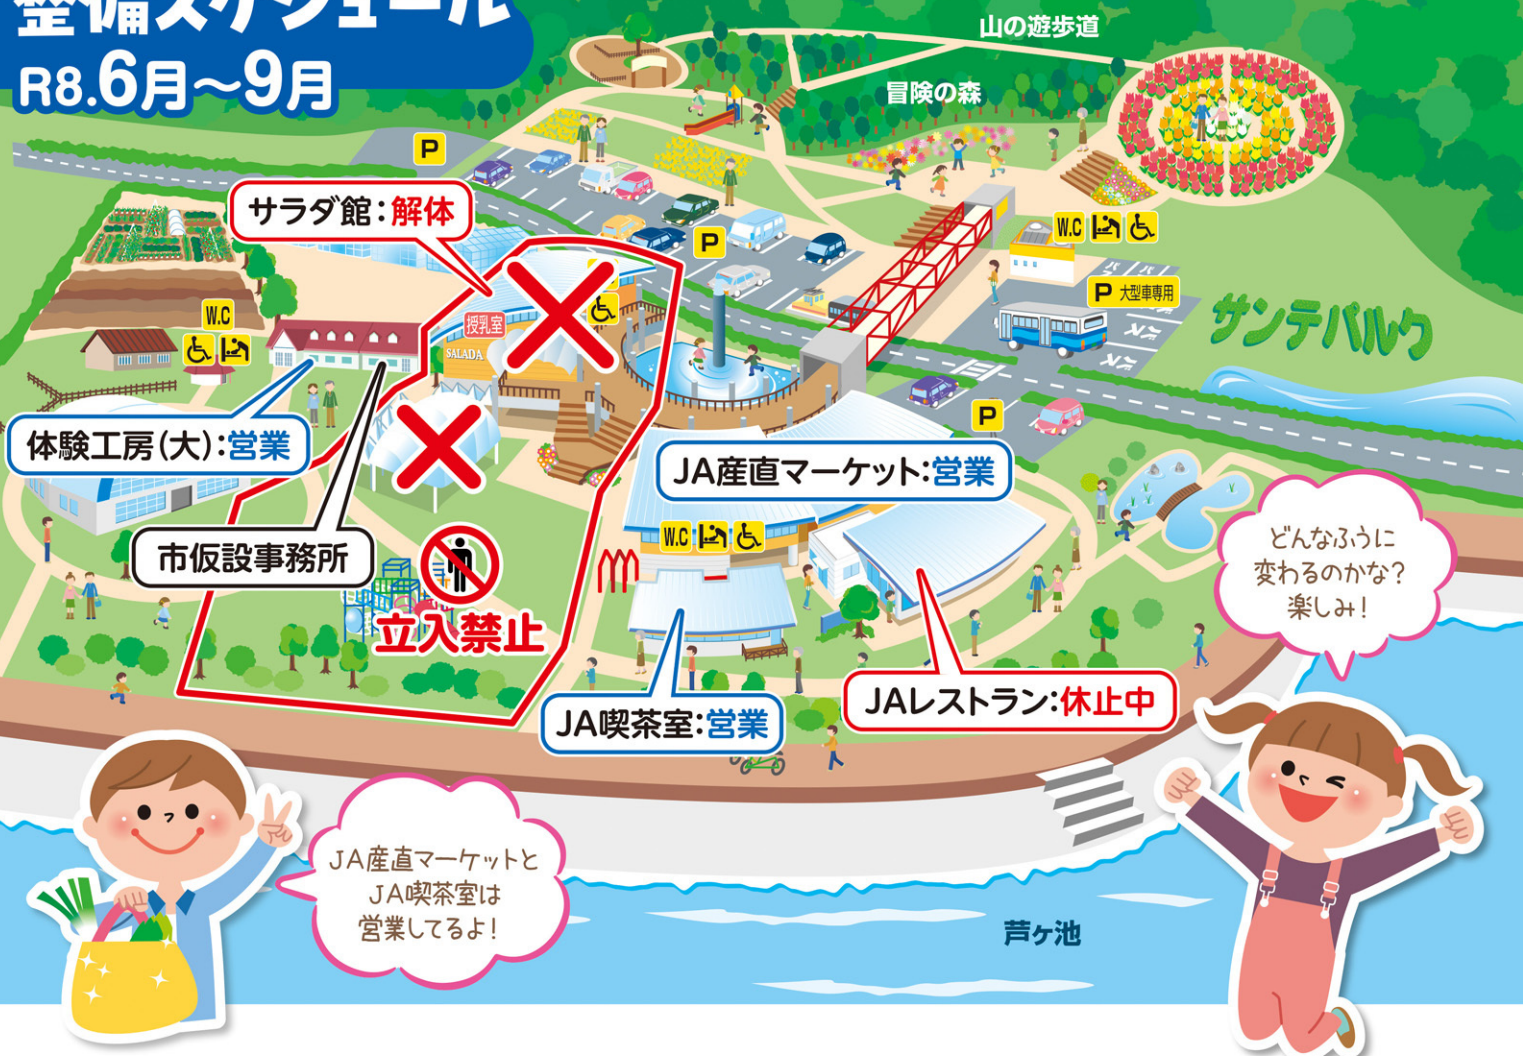 整備スケジュール
R8.6月～9月
山の遊歩道
冒険の森
P
サラダ館：解体
P
W.C
P 大型車専用
サンテパルク
W.C
授乳室
SALADA
P
体験工房(大)：営業
JA産直マーケット：営業
市仮設事務所
W.C
立入禁止
どんなふうに
変わるのかな？
楽しみ！
JA喫茶室：営業
JAレストラン：休止中
JA産直マーケットと
JA喫茶室は
営業してるよ！
芦ヶ池